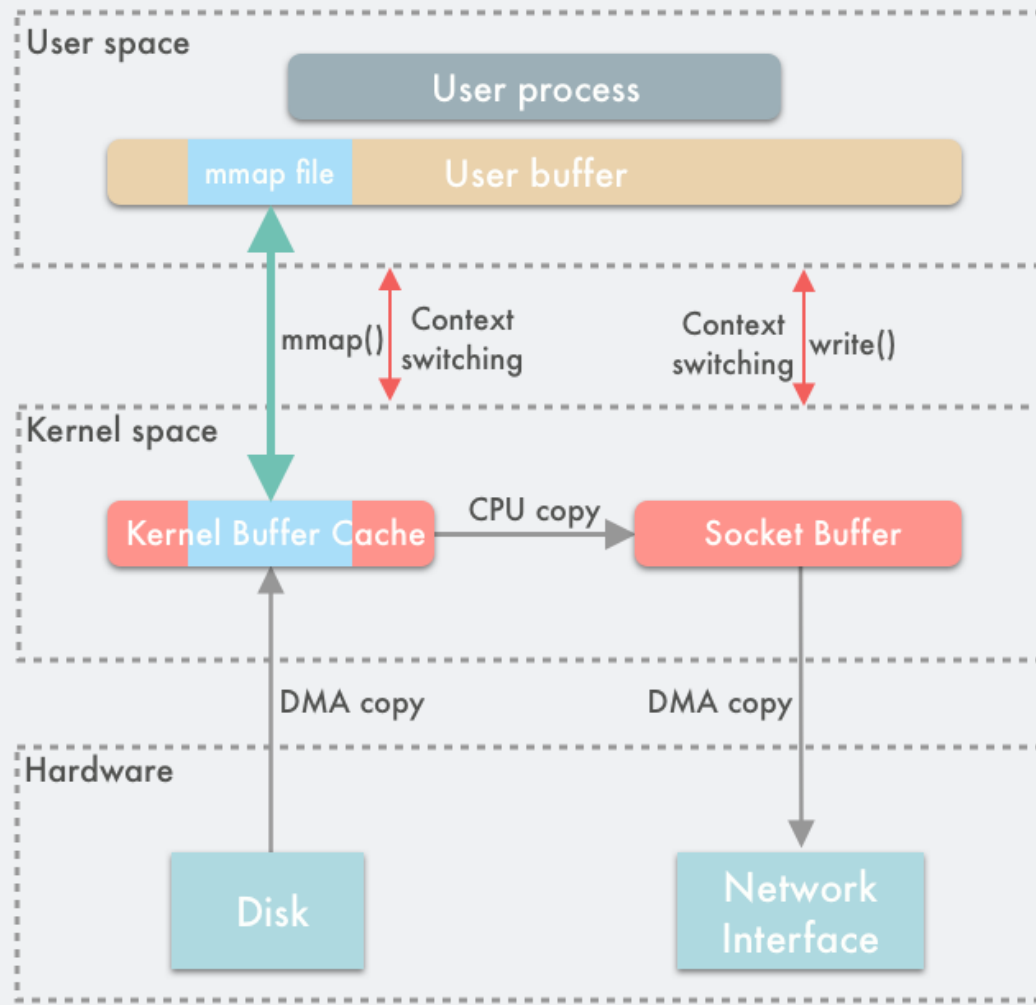 User space
User process
mmap file
User buffer
mmap()
Context
switching
Context
switching
write()
Kernel space
Kernel Buffer Cache
CPU copy
Socket Buffer
DMA copy
DMA copy
Hardware
Disk
Network
Interface